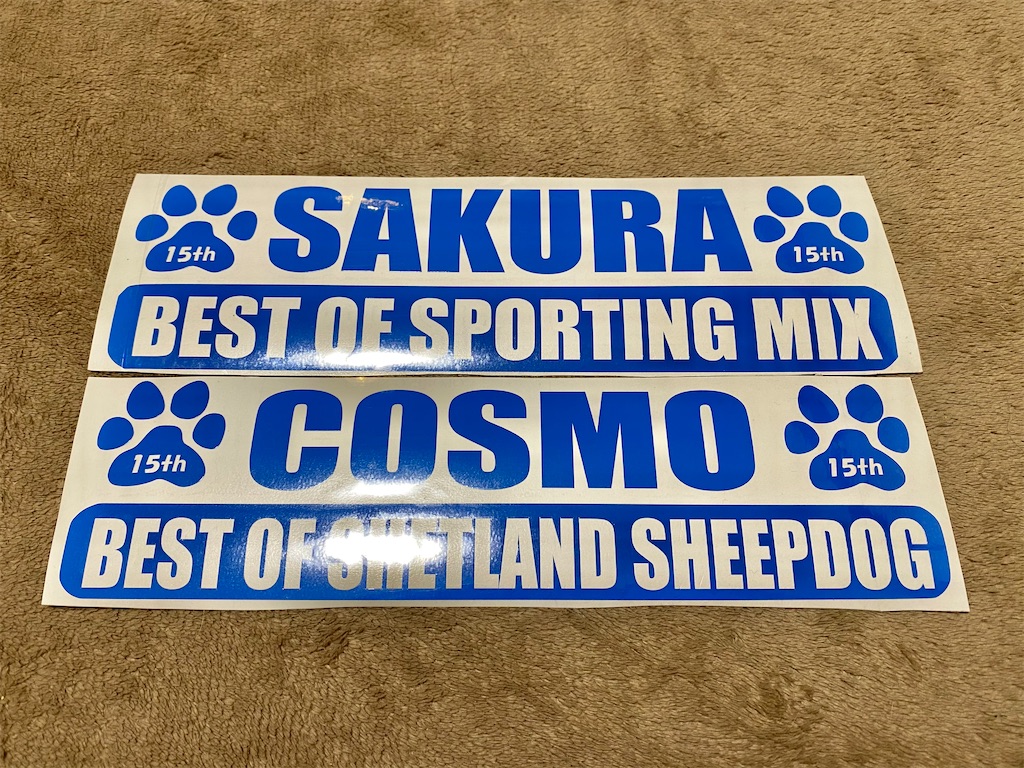 15th SAKURA 15th
BEST OF SPORTING MIX
15th COSMO 15th
BEST OF SHETLAND SHEEPDOG